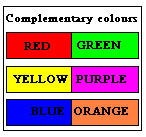 Complementary colours
RED GREEN
YELLOW PURPLE
BLUE ORANGE